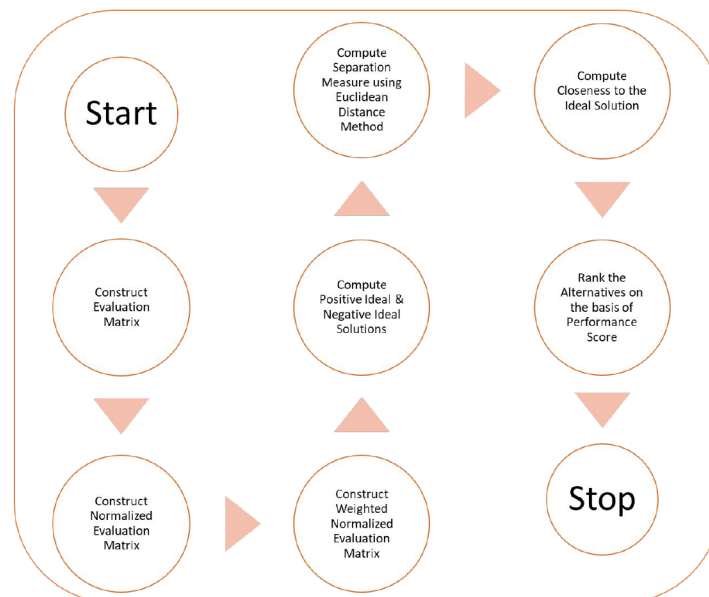 Start
Construct
Evaluation
Matrix
Construct
Normalized
Evaluation
Matrix
Construct
Weighted
Normalized
Evaluation
Matrix
Compute
Positive Ideal &
Negative Ideal
Solutions
Compute
Separation
Measure using
Euclidean
Distance
Method
Compute
Closeness to the
Ideal Solution
Rank the
Alternatives on
the basis of
Performance
Score
Stop